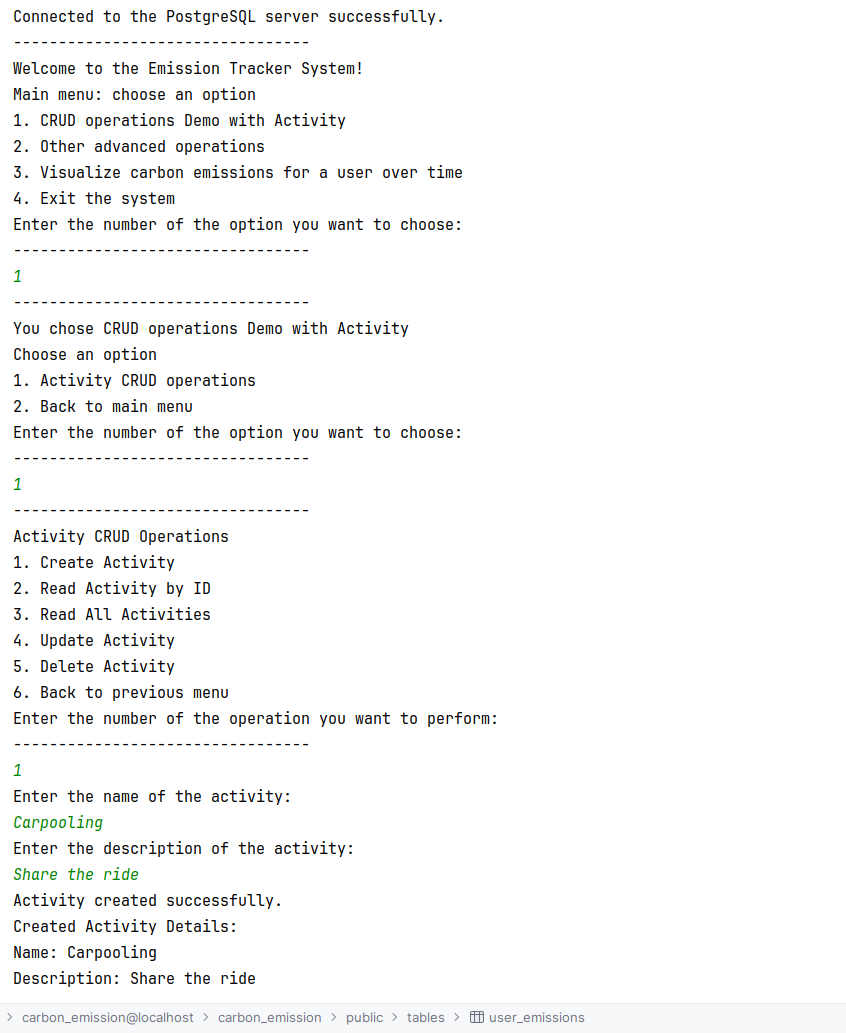 Connected to the PostgreSQL server successfully.
---------------------------------
Welcome to the Emission Tracker System!
Main menu: choose an option
1. CRUD operations Demo with Activity
2. Other advanced operations
3. Visualize carbon emissions for a user over time
4. Exit the system
Enter the number of the option you want to choose:
---------------------------------
1
---------------------------------
You chose CRUD operations Demo with Activity
Choose an option
1. Activity CRUD operations
2. Back to main menu
Enter the number of the option you want to choose:
---------------------------------
1
---------------------------------
Activity CRUD Operations
1. Create Activity
2. Read Activity by ID
3. Read All Activities
4. Update Activity
5. Delete Activity
6. Back to previous menu
Enter the number of the operation you want to perform:
---------------------------------
1
Enter the name of the activity:
Carpooling
Enter the description of the activity:
Share the ride
Activity created successfully.
Created Activity Details:
Name: Carpooling
Description: Share the ride
> carbon_emission@localhost > carbon_emission > public > tables > user_emissions